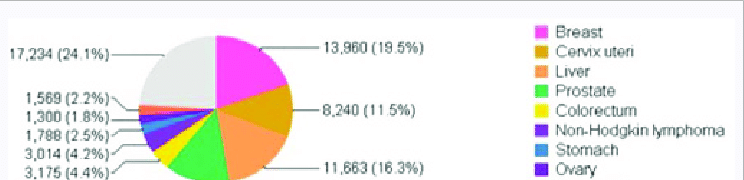 17,234 (24.1%)
1,569 (2.2%)
1,300 (1.8%)
1,788 (2.5%)
3,014 (4.2%)
3,175 (4.4%)
13,960 (19.5%)
8,240 (11.5%)
11,663 (16.3%)
Breast
Cervix uteri
Liver
Prostate
Colorectum
Non-Hodgkin lymphoma
Stomach
Ovary